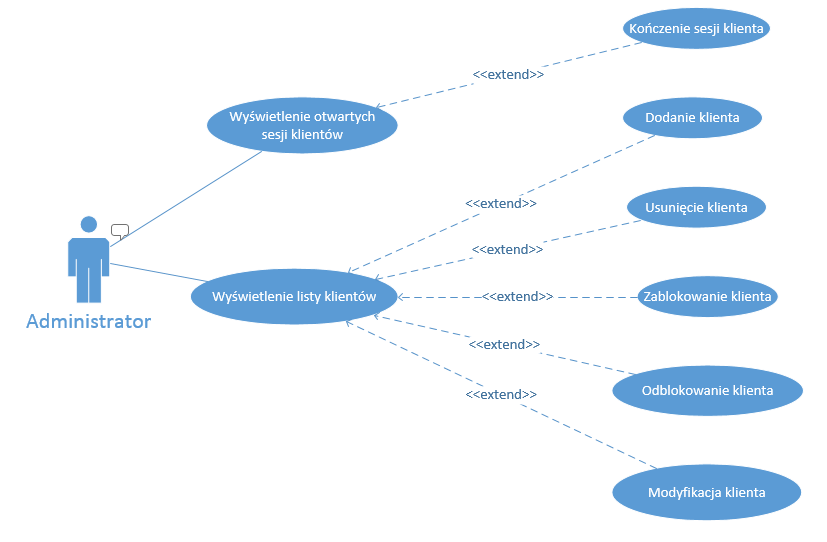 Kończenie sesji klienta
<<extend>>
Wyświetlenie otwartych
sesji klientów
Dodanie klienta
<<extend>>
Usunięcie klienta
<<extend>>
Wyświetlenie listy klientów
<<extend>>
Zablokowanie klienta
Administrator
<<extend>>
Odblokowanie klienta
<<extend>>
Modyfikacja klienta